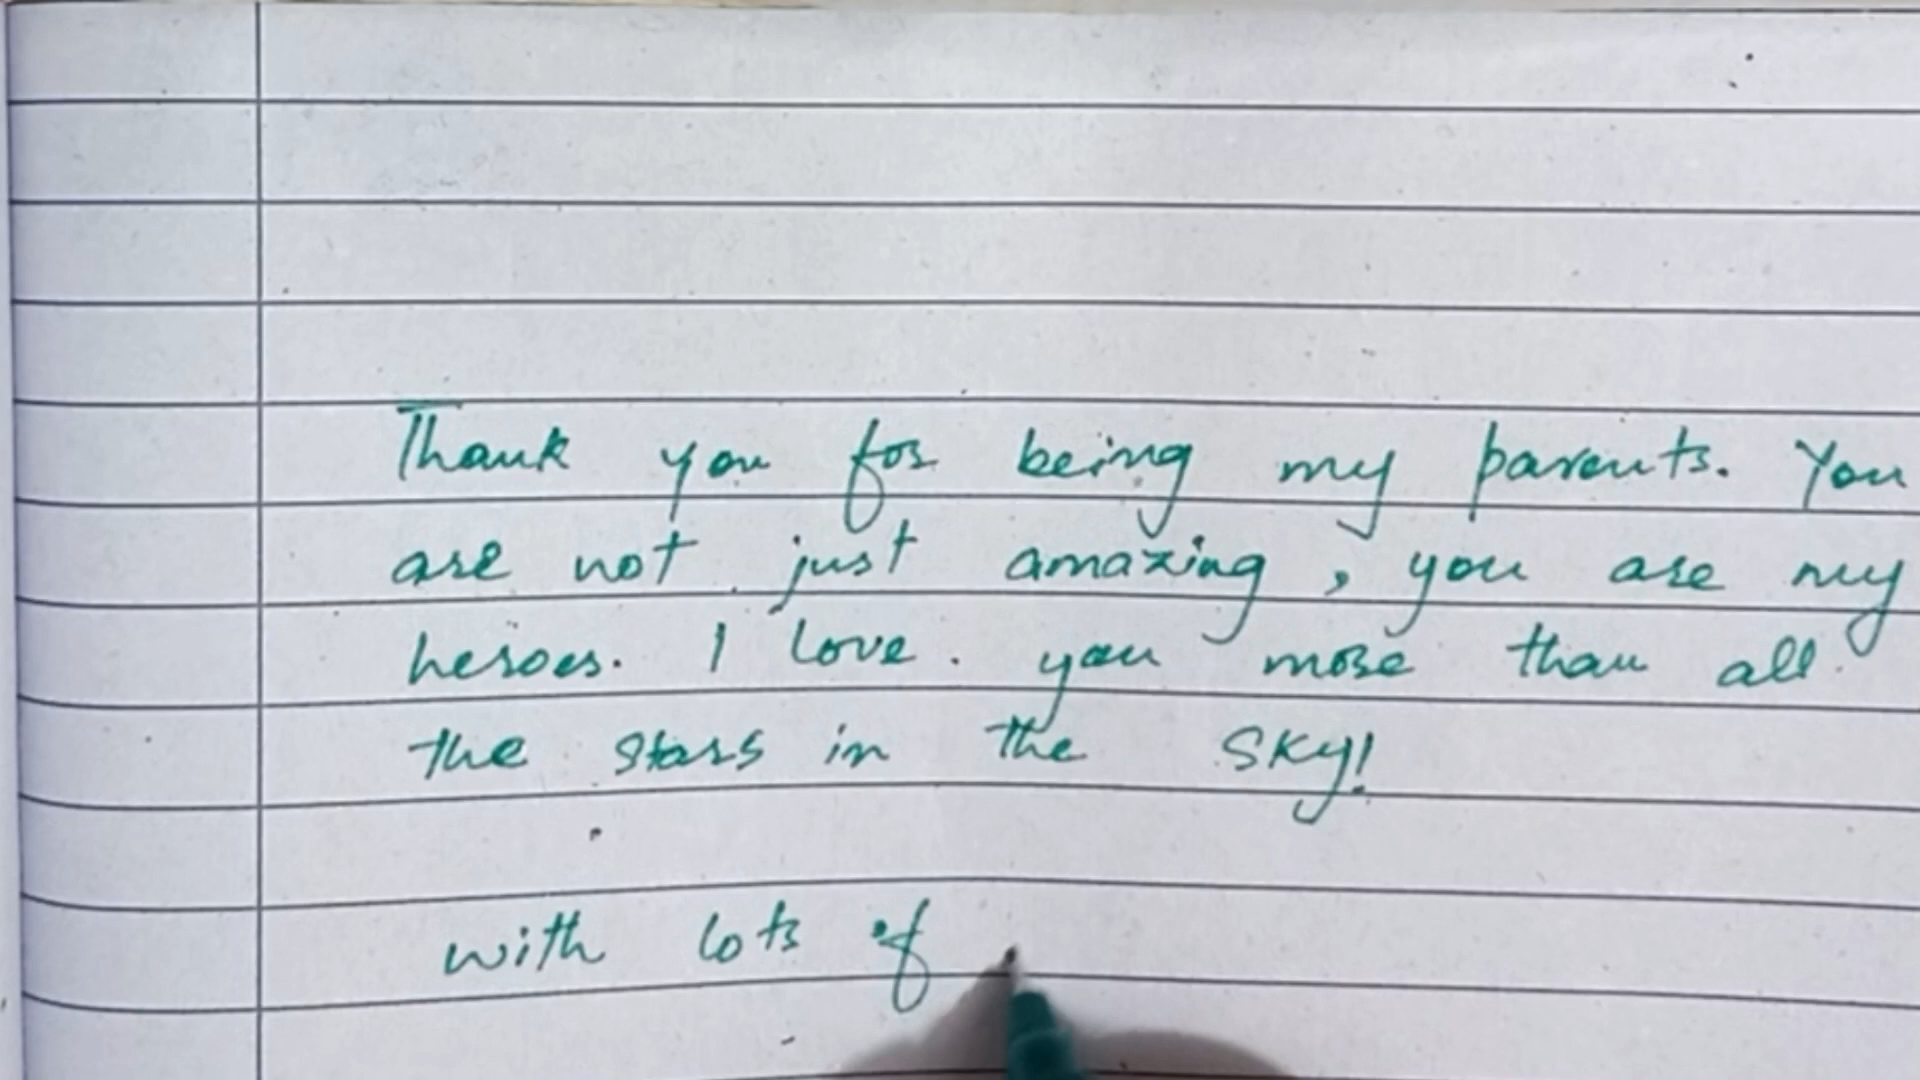 Thank you for being my parents. You
are not just amazing, you are my
heroes. I love you more than all
the stars in the sky!
with lots of